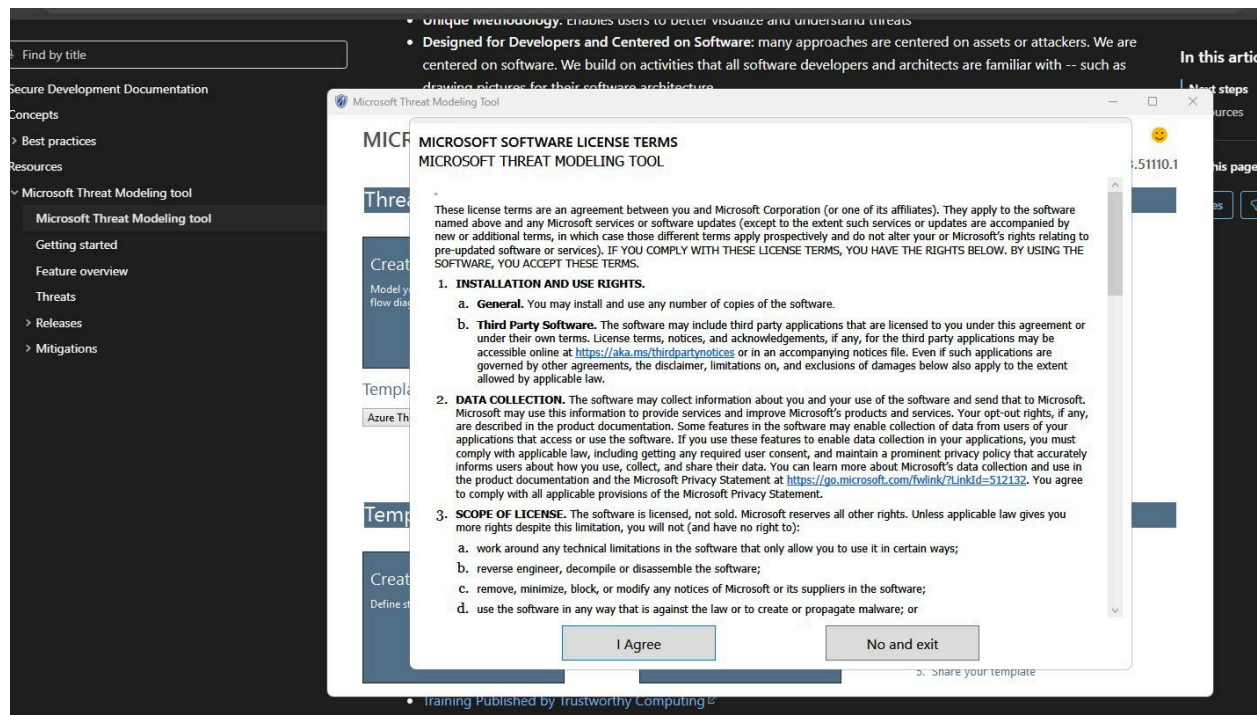 Unique Methodology: Enables users to better visualize and understand threats
Find by title
Designed for Developers and Centered on Software: many approaches are centered on assets or attackers. We are
centered on software. We build on activities that all software developers and architects are familiar with -- such as
drawing pictures for their software architecture
In this artic
Next steps
ources
his page
es
ecure Development Documentation
Concepts
> Best practices
Resources
Microsoft Threat Modeling tool
Microsoft Threat Modeling tool
Getting started
Feature overview
Threats
> Releases
> Mitigations
Microsoft Threat Modeling Tool
MICR
.51110.1
Threa
Creat
Model y
flow dia
Templa
Azure Th
Temp
Creat
Define st
MICROSOFT SOFTWARE LICENSE TERMS
MICROSOFT THREAT MODELING TOOL
These license terms are an agreement between you and Microsoft Corporation (or one of its affiliates). They apply to the software
named above and any Microsoft services or software updates (except to the extent such services or updates are accompanied by
new or additional terms, in which case those different terms apply prospectively and do not alter your or Microsoft's rights relating to
pre-updated software or services). IF YOU COMPLY WITH THESE LICENSE TERMS, YOU HAVE THE RIGHTS BELOW. BY USING THE
SOFTWARE, YOU ACCEPT THESE TERMS.
1. INSTALLATION AND USE RIGHTS.
a. General. You may install and use any number of copies of the software.
b. Third Party Software. The software may include third party applications that are licensed to you under this agreement or
under their own terms. License terms, notices, and acknowledgements, if any, for the third party applications may be
accessible online at https://aka.ms/thirdpartynotices or in an accompanying notices file. Even if such applications are
governed by other agreements, the disclaimer, limitations on, and exclusions of damages below also apply to the extent
allowed by applicable law.
2. DATA COLLECTION. The software may collect information about you and your use of the software and send that to Microsoft.
Microsoft may use this information to provide services and improve Microsoft's products and services. Your opt-out rights, if any,
are described in the product documentation. Some features in the software may enable collection of data from users of your
applications that access or use the software. If you use these features to enable data collection in your applications, you must
comply with applicable law, including getting any required user consent, and maintain a prominent privacy policy that accurately
informs users about how you use, collect, and share their data. You can learn more about Microsoft's data collection and use in
the product documentation and the Microsoft Privacy Statement at https://go.microsoft.com/fwlink/?LinkId=512132. You agree
to comply with all applicable provisions of the Microsoft Privacy Statement.
3. SCOPE OF LICENSE. The software is licensed, not sold. Microsoft reserves all other rights. Unless applicable law gives you
more rights despite this limitation, you will not (and have no right to):
a. work around any technical limitations in the software that only allow you to use it in certain ways;
b. reverse engineer, decompile or disassemble the software;
c. remove, minimize, block, or modify any notices of Microsoft or its suppliers in the software;
d. use the software in any way that is against the law or to create or propagate malware; or
I Agree
No and exit
5. Share your template
Training Published by Trustworthy Computing